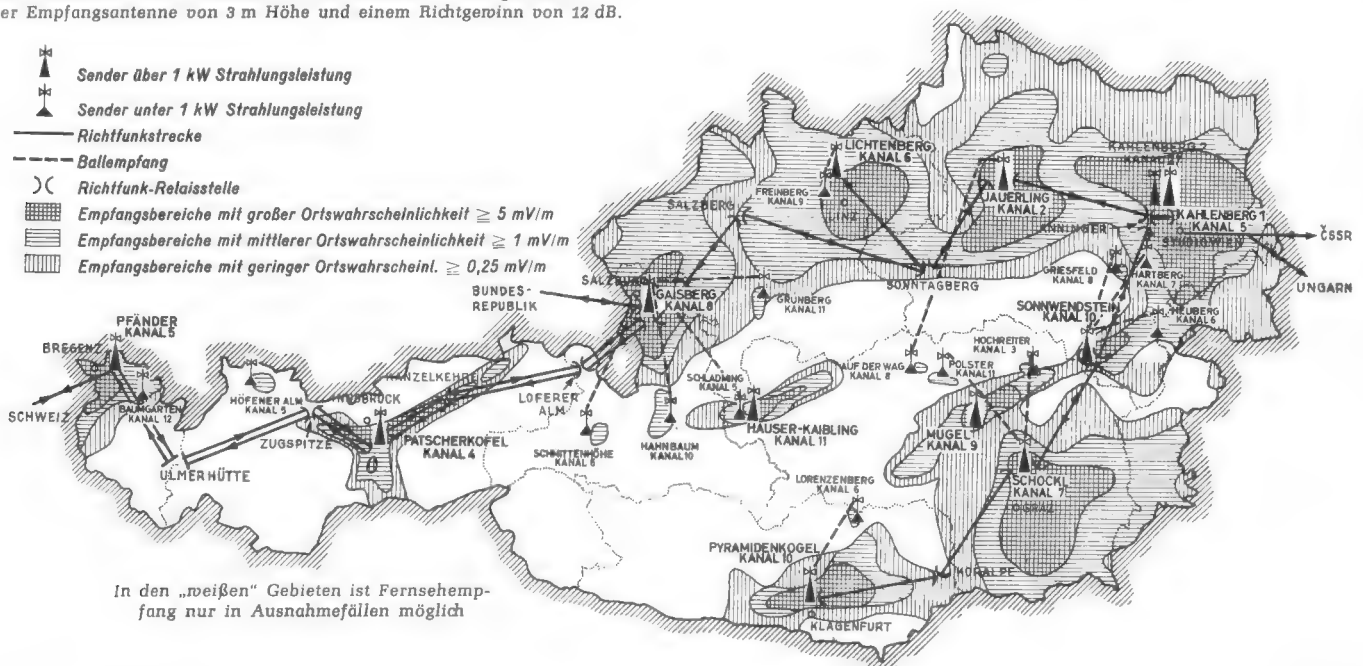 er Empfangsantenne von 3 m Höhe und einem Richtgewinn von 12 dB.
Sender über 1 kW Strahlungsleistung
Sender unter 1 kW Strahlungsleistung
Richtfunkstrecke
Ballempfang
Richtfunk-Relaisstelle
Empfangsbereiche mit großer Ortswahrscheinlichkeit ≧ 5 mV/m
Empfangsbereiche mit mittlerer Ortswahrscheinlichkeit ≧ 1 mV/m
Empfangsbereiche mit geringer Ortswahrscheinl. ≧ 0,25 mV/m
LICHTENBERG
KANAL 6
FREINBERG
KANAL 9
LINZ
SALZBERG
JAUERLING
KANAL 2
KAHLENBERG 2
KANAL 27
KAHLENBERG 1
KANAL 5
STUDIO WIEN
ANNINGER
ČSSR
UNGARN
SONNTAGBERG
GRIESFELD
KANAL 8
HARTBERG
KANAL 7
HEUBERG
KANAL 6
SONNWENDSTEIN
KANAL 10
HOCHREITER
KANAL 3
SALZBURG
BUNDES-
REPUBLIK
GAISBERG
KANAL 8
GRÜNBERG
KANAL 11
AUF DER WAG
KANAL 8
POLSTER
KANAL 11
PFÄNDER
KANAL 5
BREGENZ
SCHWEIZ
BAUMGARTEN
KANAL 12
ULMERHÜTTE
HÖFENER ALM
KANAL 5
ZUGSPITZE
INNSBRUCK
PATSCHERKOFEL
KANAL 4
LOFERER
ALM
SCHMITTENHÖHE
KANAL 6
HAHNBAUM
KANAL 10
SCHLADMING
KANAL 5
HAUSER-KAIBLING
KANAL 11
MUGEL
KANAL 9
SCHÖCKL
KANAL 7
GRAZ
LORENZENBERG
KANAL 6
PYRAMIDENKOGEL
KANAL 10
KORALPE
KLAGENFURT
In den „weißen" Gebieten ist Fernsehemp-
fang nur in Ausnahmefällen möglich